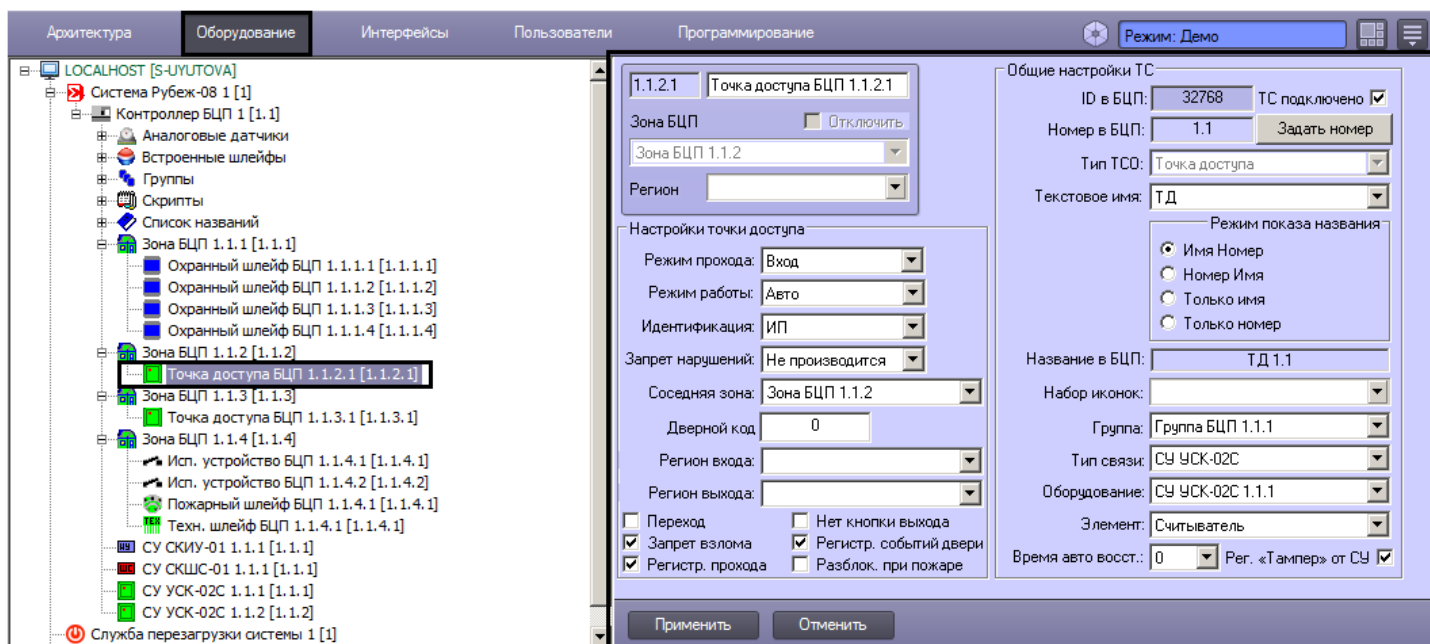 Архитектура Оборудование Интерфейсы Пользователи Программирование Режим: Демо
LOCALHOST [S-UYUTOVA]
Система Рубеж-08 1 [1]
Контроллер БЦП 1 [1.1]
Аналоговые датчики
Встроенные шлейфы
Группы
Скрипты
Список названий
Зона БЦП 1.1.1 [1.1.1]
Охранный шлейф БЦП 1.1.1.1 [1.1.1.1]
Охранный шлейф БЦП 1.1.1.2 [1.1.1.2]
Охранный шлейф БЦП 1.1.1.3 [1.1.1.3]
Охранный шлейф БЦП 1.1.1.4 [1.1.1.4]
Зона БЦП 1.1.2 [1.1.2]
Точка доступа БЦП 1.1.2.1 [1.1.2.1]
Зона БЦП 1.1.3 [1.1.3]
Точка доступа БЦП 1.1.3.1 [1.1.3.1]
Зона БЦП 1.1.4 [1.1.4]
Исп. устройство БЦП 1.1.4.1 [1.1.4.1]
Исп. устройство БЦП 1.1.4.2 [1.1.4.2]
Пожарный шлейф БЦП 1.1.4.1 [1.1.4.1]
ТЕХ Техн. шлейф БЦП 1.1.4.1 [1.1.4.1]
СУ СКИУ-01 1.1.1 [1.1.1]
СУ СКШС-01 1.1.1 [1.1.1]
СУ УСК-02С 1.1.1 [1.1.1]
СУ УСК-02С 1.1.2 [1.1.2]
Служба перезагрузки системы 1 [1]
1.1.2.1 Точка доступа БЦП 1.1.2.1
Зона БЦП Отключить
Зона БЦП 1.1.2
Регион
Настройки точки доступа
Режим прохода: Вход
Режим работы: Авто
Идентификация: ИП
Запрет нарушений: Не производится
Соседняя зона: Зона БЦП 1.1.2
Дверной код 0
Регион входа:
Регион выхода:
Переход Нет кнопки выхода
Запрет взлома Регистр. событий двери
Регистр. прохода Разблок. при пожаре
Общие настройки ТС
ID в БЦП: 32768 ТС подключено
Номер в БЦП: 1.1 Задать номер
Тип ТСО: Точка доступа
Текстовое имя: ТД
Режим показа названия
Имя Номер
Номер Имя
Только имя
Только номер
Название в БЦП: ТД 1.1
Набор иконок:
Группа: Группа БЦП 1.1.1
Тип связи: СУ УСК-02С
Оборудование: СУ УСК-02С 1.1.1
Элемент: Считыватель
Время авто восст.: 0 Рег. «Тампер» от СУ
Применить Отменить